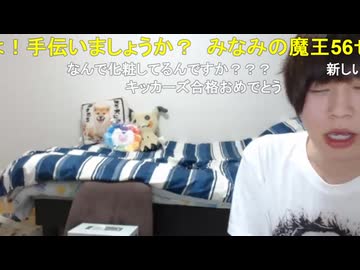 よ！手伝いましょうか？ みなみの魔王56せ
なんで化粧してるんですか？？？ 新しい
キッカーズ合格おめでとう